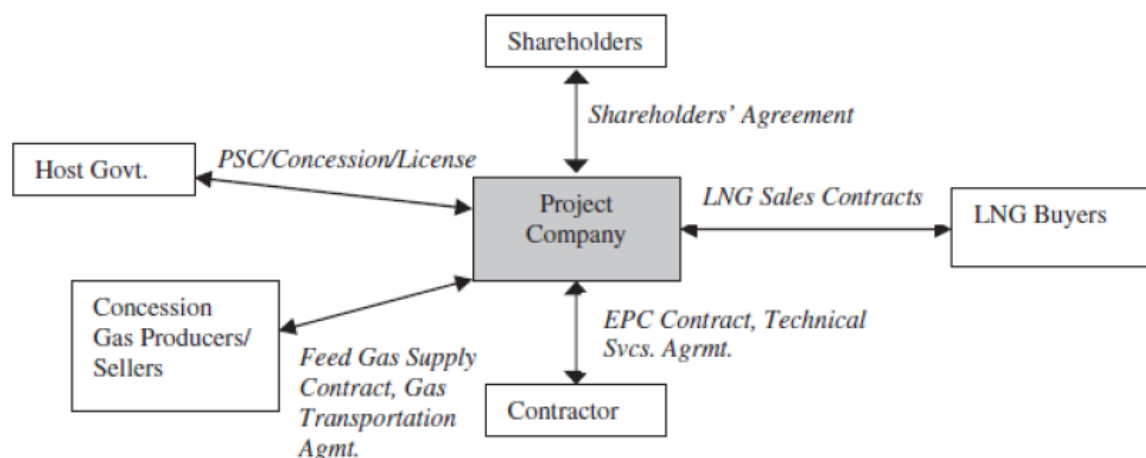 Shareholders
Shareholders' Agreement
Host Govt.
PSC/Concession/License
Project
Company
LNG Sales Contracts
LNG Buyers
Concession
Gas Producers/
Sellers
Feed Gas Supply
Contract, Gas
Transportation
Agmt.
EPC Contract, Technical
Svcs. Agrmt.
Contractor